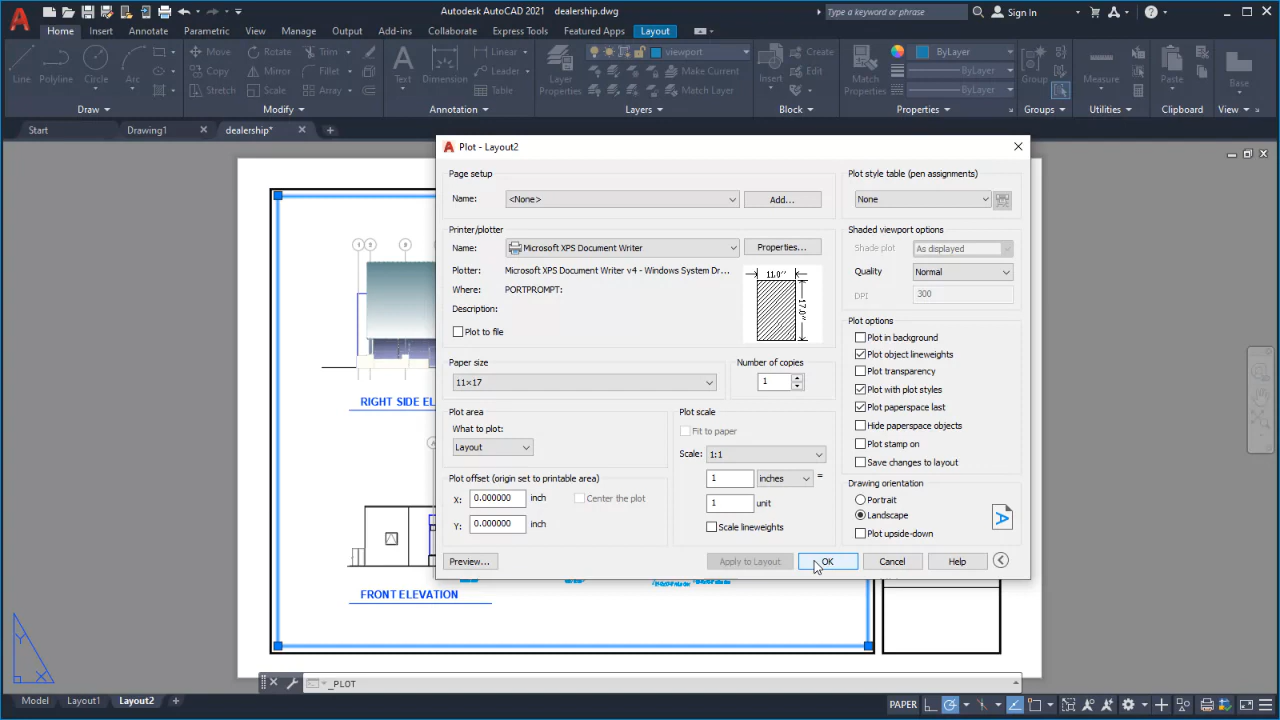 Autodesk AutoCAD 2021 dealership.dwg
Type a keyword or phrase
Sign In
Home Insert Annotate Parametric View Manage Output Add-ins Collaborate Express Tools Featured Apps Layout
Line Polyline Circle Arc
Move Rotate Trim
Copy Mirror Fillet
Stretch Scale Array
Text Dimension
Linear
Leader
Table
Layer Properties
viewport
Make Current
Match Layer
Insert
Create
Edit
Match Properties
ByLayer
ByLayer
ByLayer
Group
Measure
Paste
Base
Draw Modify Annotation Layers Block Properties Groups Utilities Clipboard View
Start Drawing1 dealership*
Plot - Layout2
Page setup
Name: <None> Add...
Printer/plotter
Name: Microsoft XPS Document Writer Properties...
Plotter: Microsoft XPS Document Writer v4 - Windows System Dr...
Where: PORTPROMPT:
Description:
Plot to file
11.0''
17.0''
Paper size
11×17
Number of copies
1
Plot area
What to plot:
Layout
Plot scale
Fit to paper
Scale: 1:1
1 inches =
1 unit
Scale lineweights
Plot offset (origin set to printable area)
X: 0.000000 inch Center the plot
Y: 0.000000 inch
Plot style table (pen assignments)
None
Shaded viewport options
Shade plot As displayed
Quality Normal
DPI 300
Plot options
Plot in background
Plot object lineweights
Plot transparency
Plot with plot styles
Plot paperspace last
Hide paperspace objects
Plot stamp on
Save changes to layout
Drawing orientation
Portrait
Landscape
Plot upside-down
A
Preview... Apply to Layout OK Cancel Help
RIGHT SIDE EL
FRONT ELEVATION
Y
X
_PLOT
Model Layout1 Layout2
PAPER